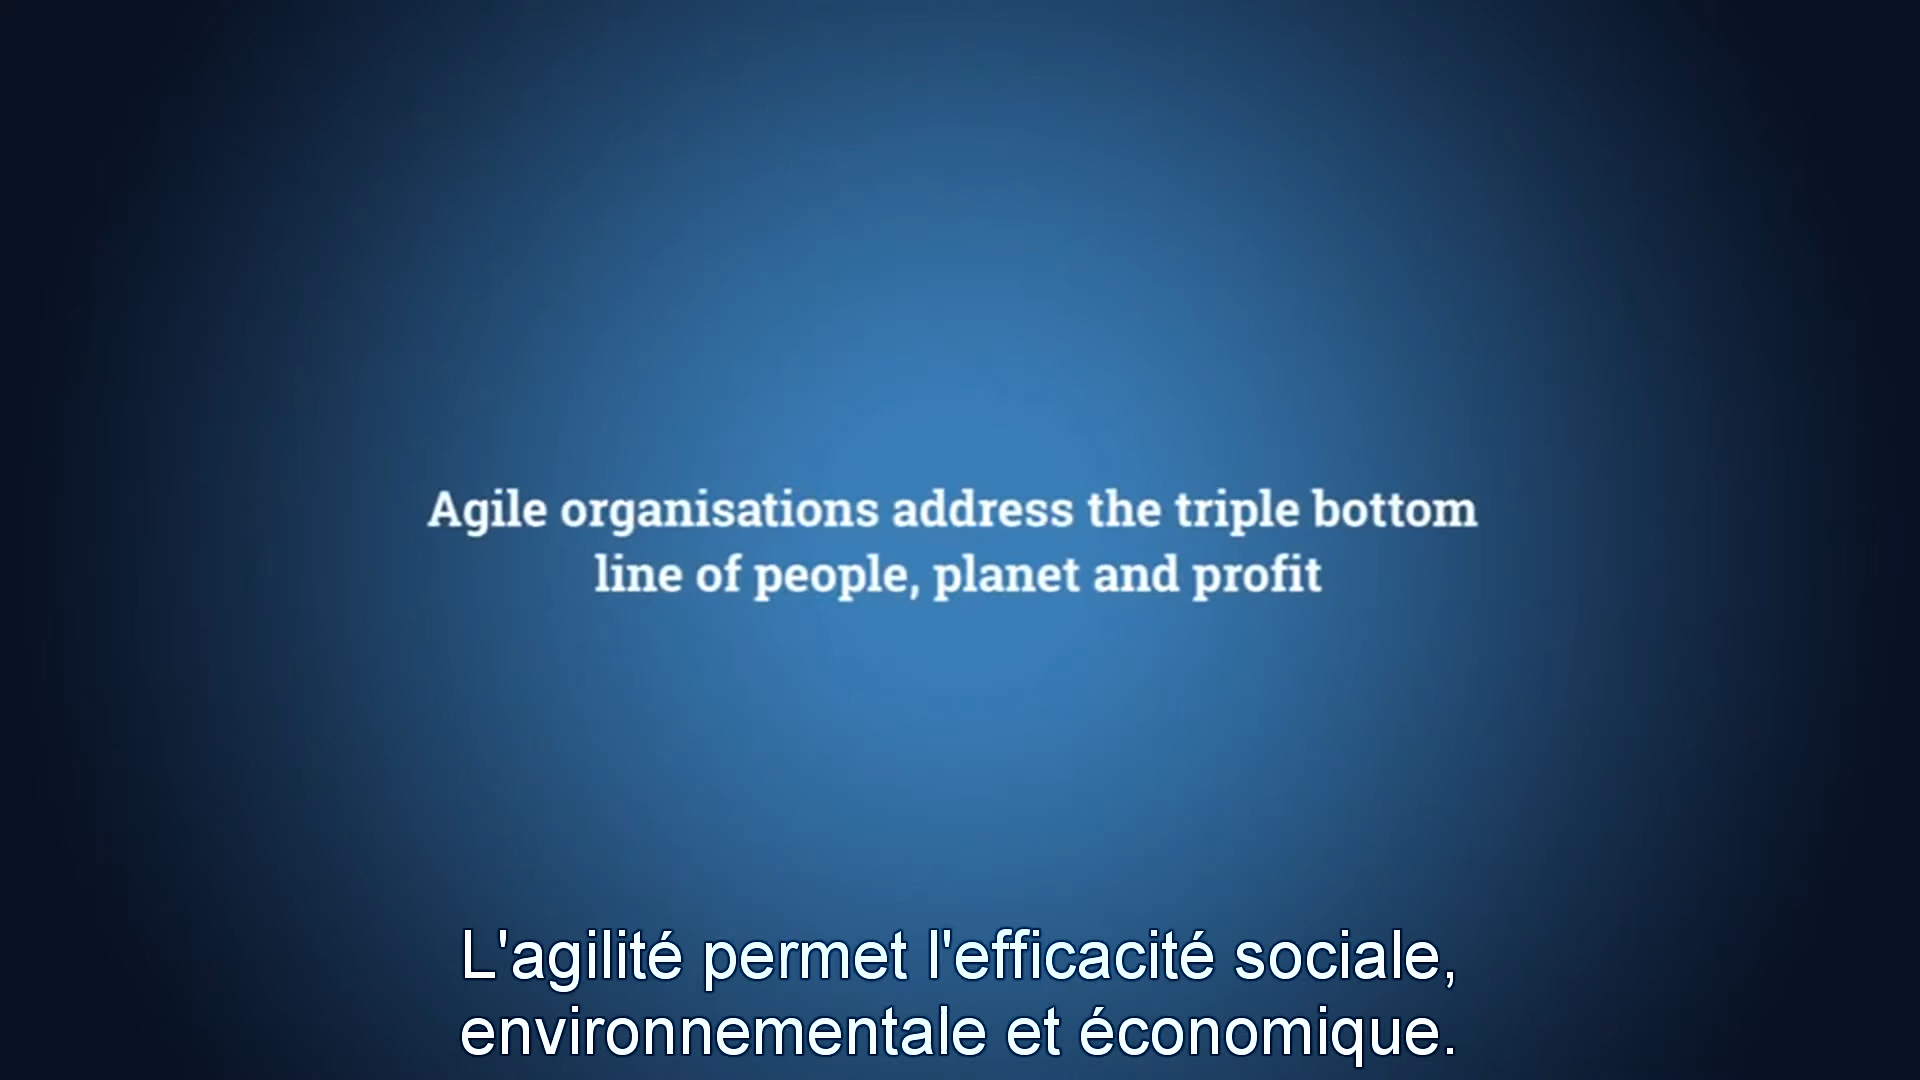 Agile organisations address the triple bottom
line of people, planet and profit
L'agilité permet l'efficacité sociale,
environnementale et économique.